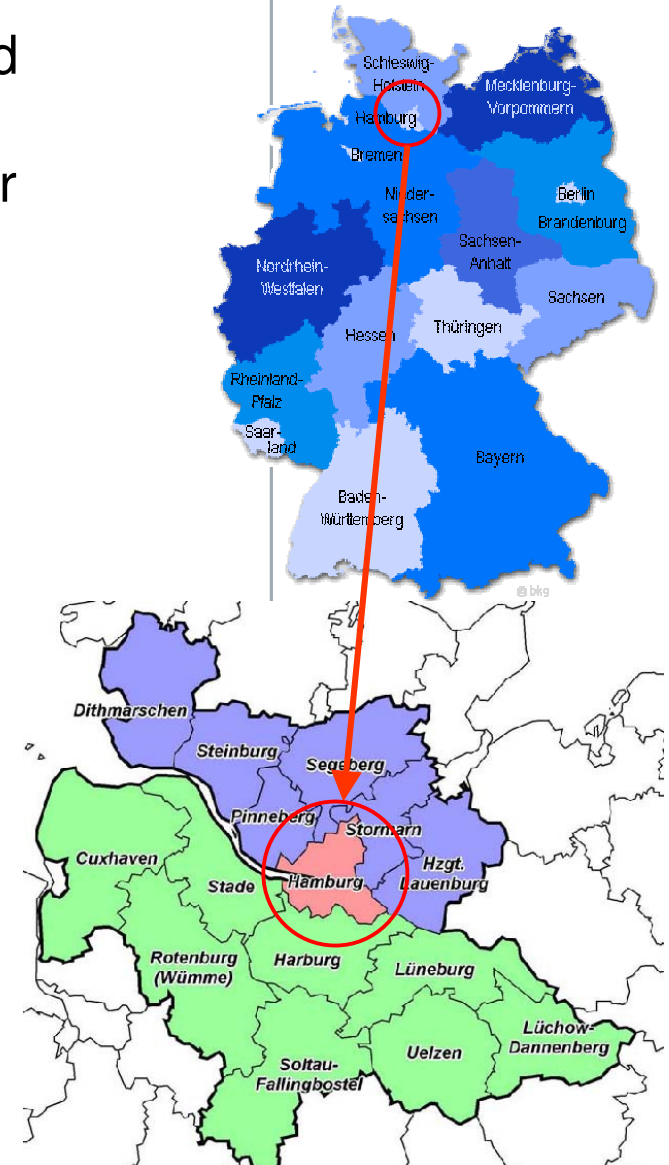 d
r
Schleswig-
Holstein
Mecklenburg-
Vorpommern
Hamburg
Bremen
Berlin
Nieder-
sachsen
Brandenburg
Sachsen-
Anhalt
Nordrhein-
Westfalen
Sachsen
Thüringen
Hessen
Rheinland-
Pfalz
Saar-
land
Bayern
Baden-
Württemberg
© bkg
Dithmarschen
Steinburg
Segeberg
Pinneberg
Stormarn
Cuxhaven
Hzgt.
Lauenburg
Stade
Hamburg
Rotenburg
(Wümme)
Harburg
Lüneburg
Lüchow-
Dannenberg
Uelzen
Soltau-
Fallingbostel